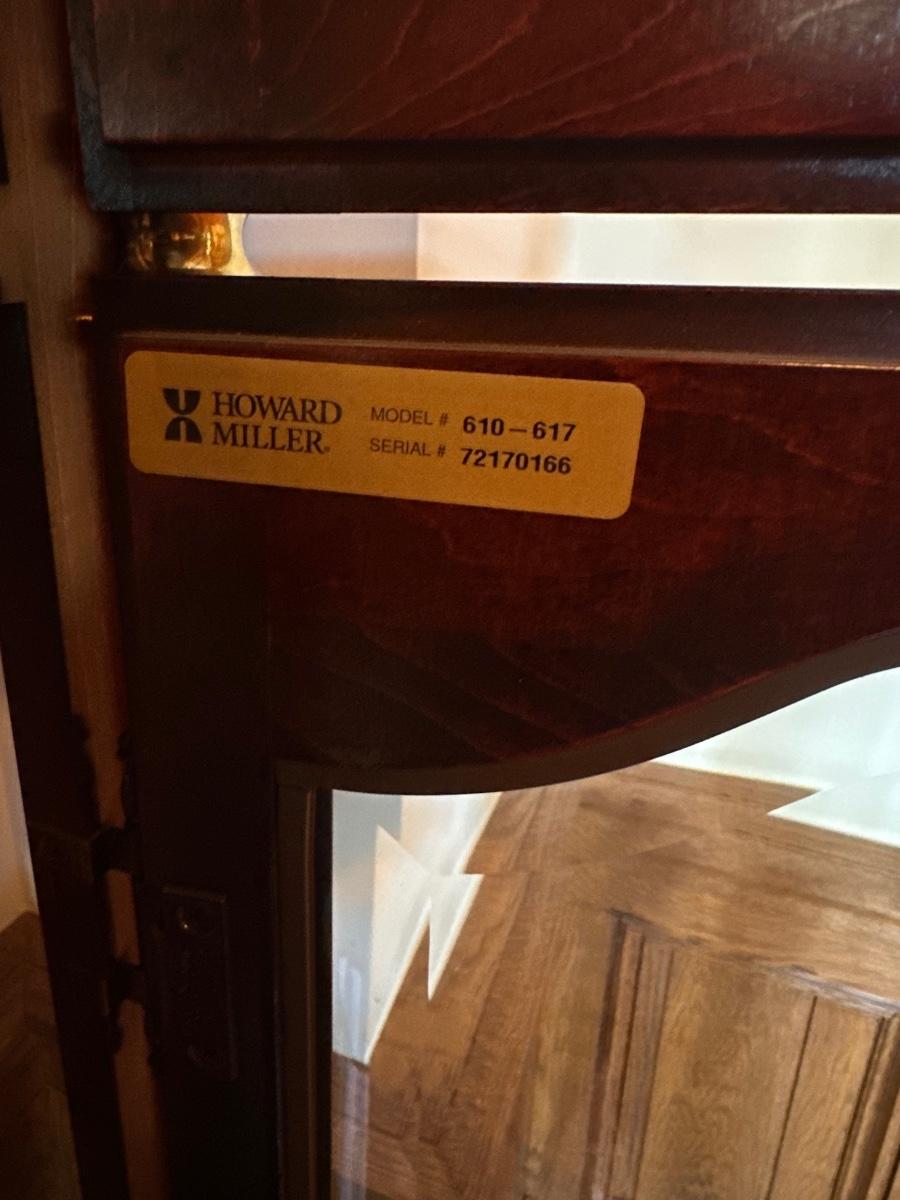 HOWARD
MILLER®
MODEL # 610-617
SERIAL # 72170166